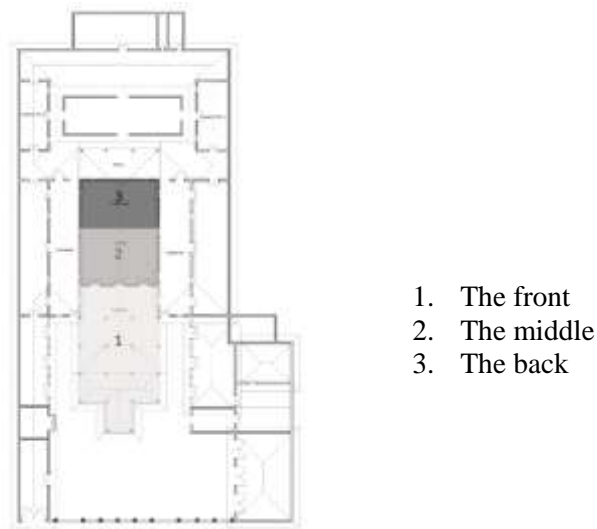 3
2
1
1. The front
2. The middle
3. The back